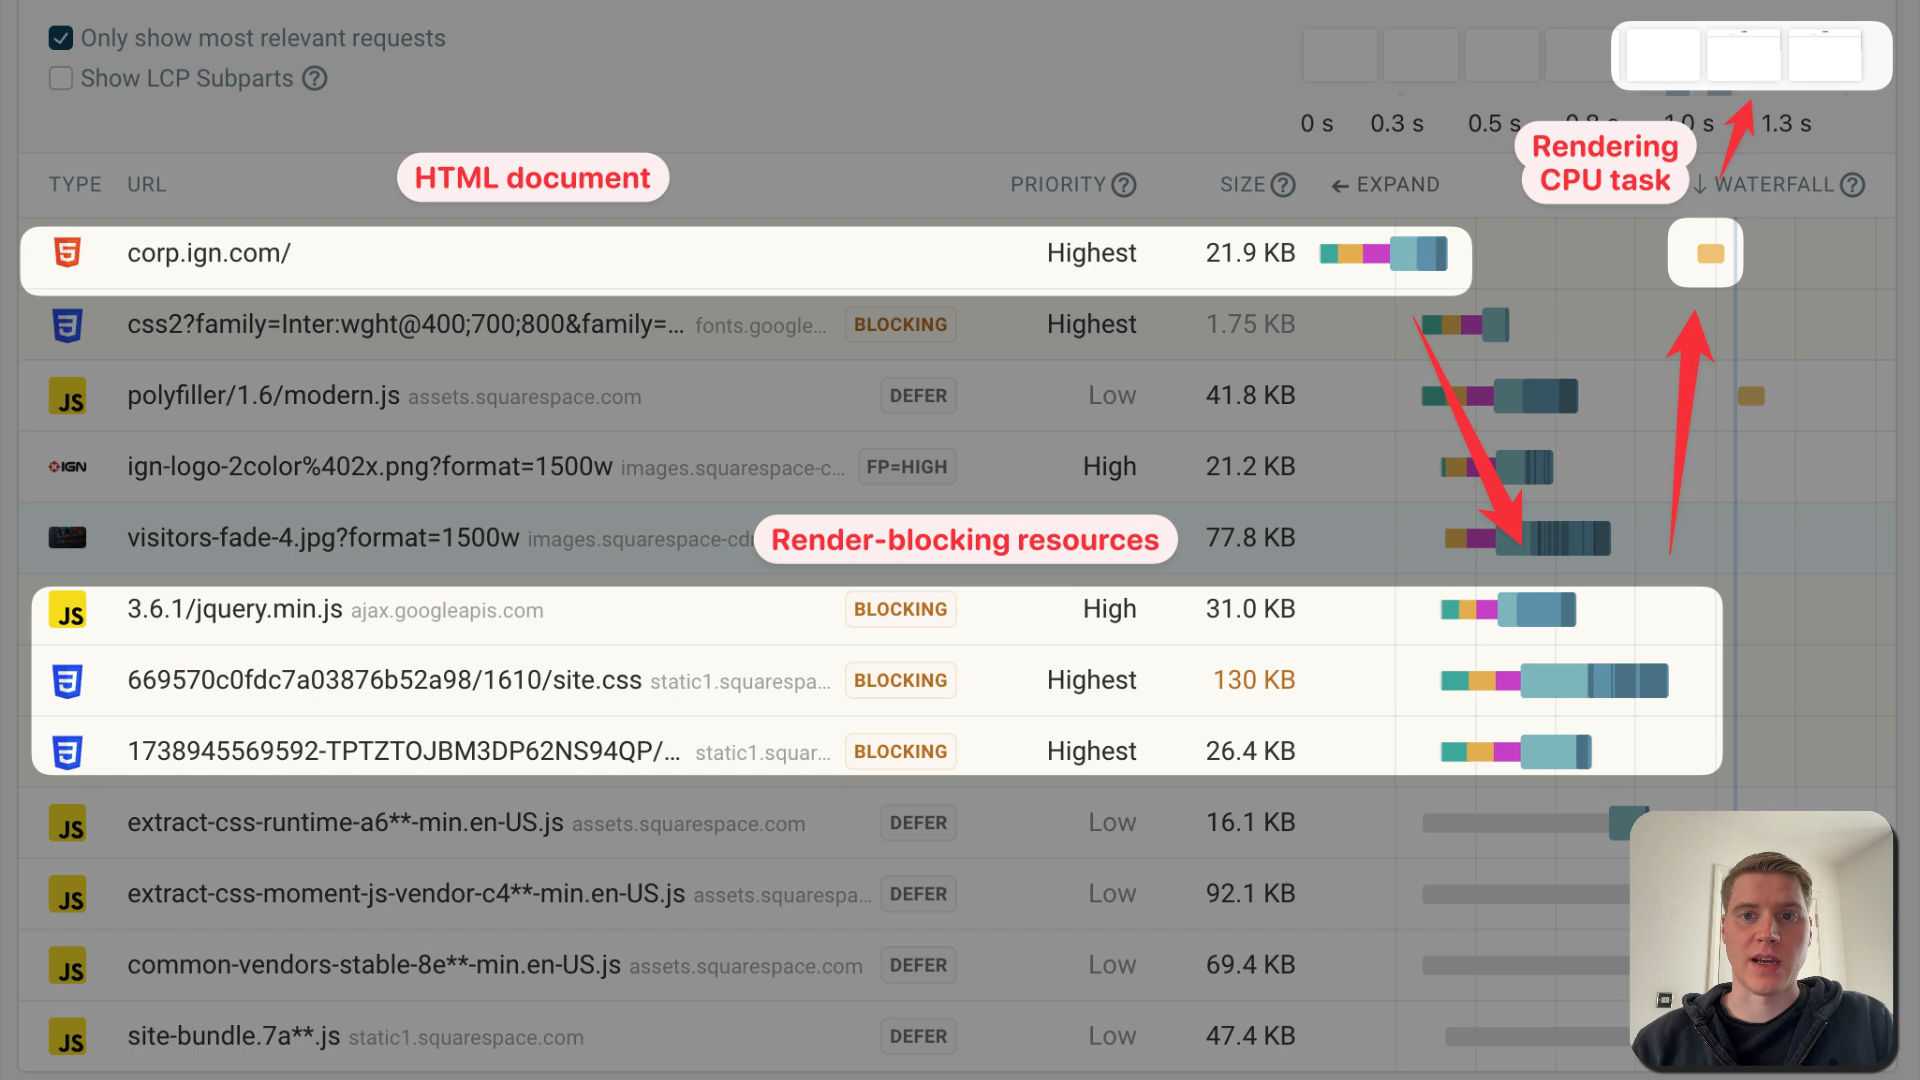 Only show most relevant requests
Show LCP Subparts ?
0 s 0.3 s 0.5 s 0.8 s 1.0 s 1.3 s
Rendering
CPU task
HTML document
TYPE URL PRIORITY ? SIZE ? ← EXPAND ↓ WATERFALL ?
corp.ign.com/ Highest 21.9 KB
css2?family=Inter:wght@400;700;800&family=... fonts.google... BLOCKING Highest 1.75 KB
JS polyfiller/1.6/modern.js assets.squarespace.com DEFER Low 41.8 KB
IGN ign-logo-2color%402x.png?format=1500w images.squarespace-c... FP=HIGH High 21.2 KB
visitors-fade-4.jpg?format=1500w images.squarespace-cd 77.8 KB
Render-blocking resources
JS 3.6.1/jquery.min.js ajax.googleapis.com BLOCKING High 31.0 KB
669570c0fdc7a03876b52a98/1610/site.css static1.squarespa... BLOCKING Highest 130 KB
1738945569592-TPTZTOJBM3DP62NS94QP/... static1.squar... BLOCKING Highest 26.4 KB
JS extract-css-runtime-a6**-min.en-US.js assets.squarespace.com DEFER Low 16.1 KB
JS extract-css-moment-js-vendor-c4**-min.en-US.js assets.squarespa... DEFER Low 92.1 KB
JS common-vendors-stable-8e**-min.en-US.js assets.squarespace.com DEFER Low 69.4 KB
JS site-bundle.7a**.js static1.squarespace.com DEFER Low 47.4 KB